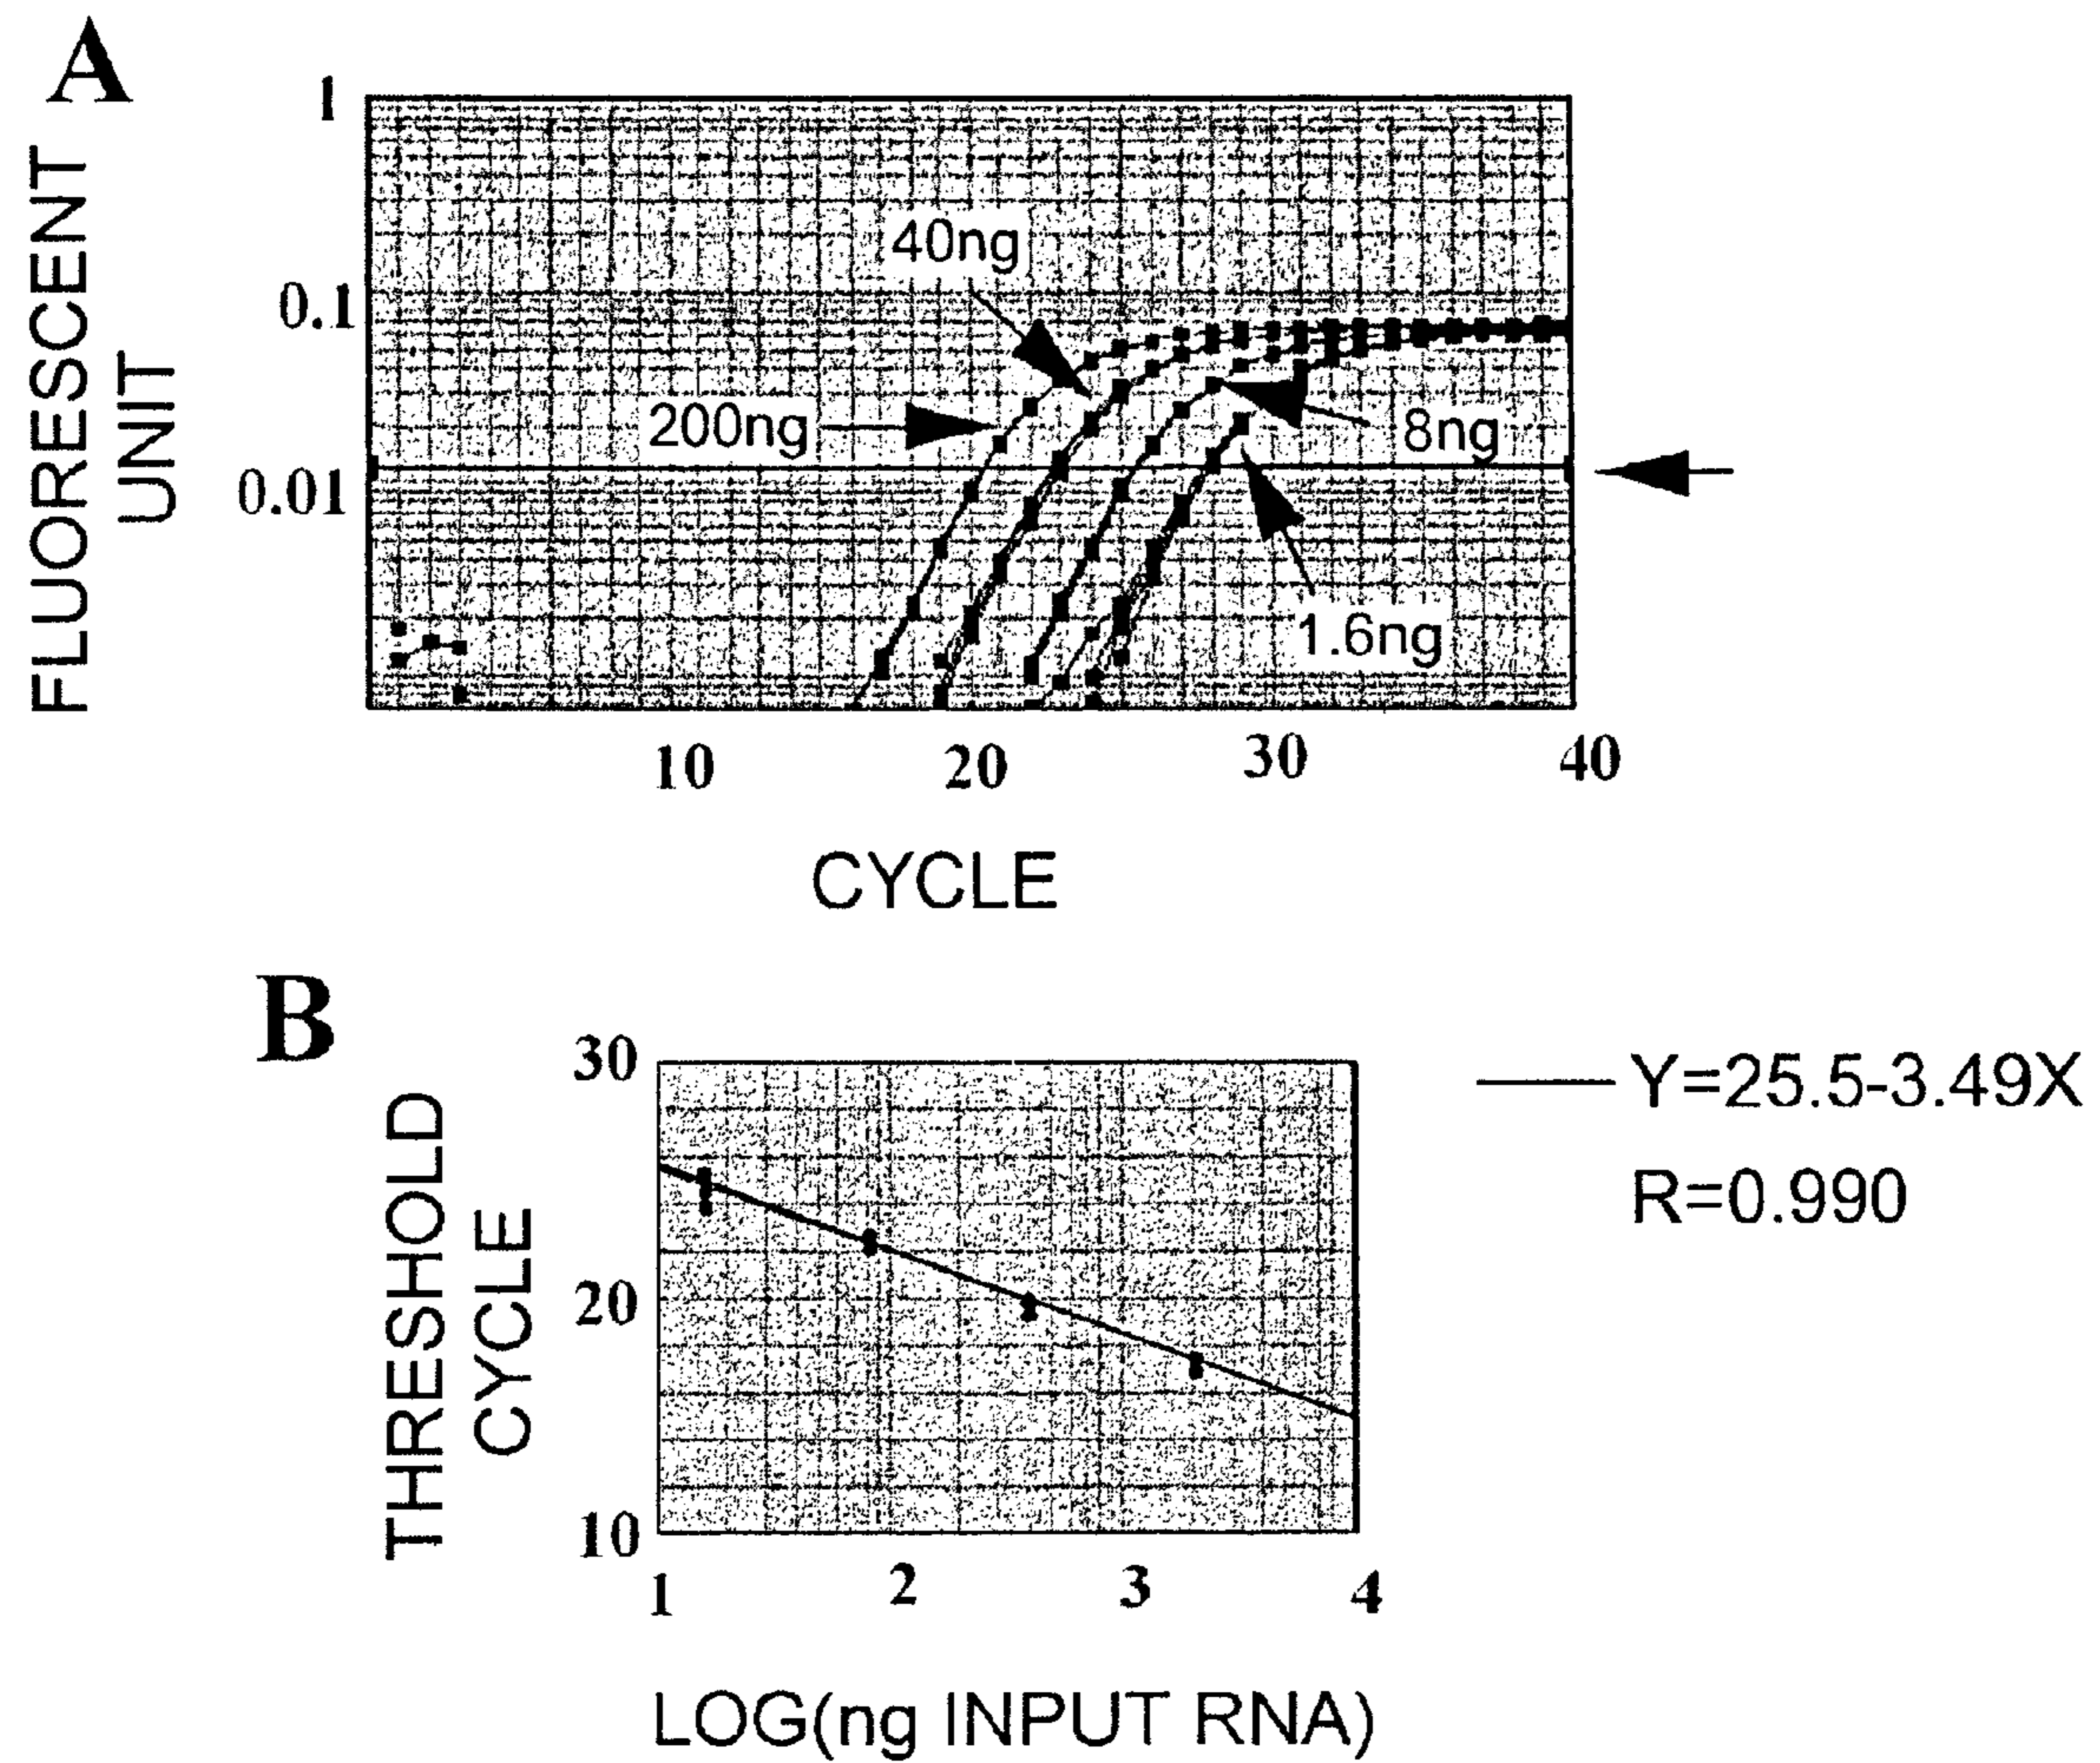 A
FLUORESCENT
UNIT
1
0.1
0.01
40ng
200ng
8ng
1.6ng
10 20 30 40
CYCLE
B
THRESHOLD
CYCLE
30
20
10
1 2 3 4
LOG(ng INPUT RNA)
Y=25.5-3.49X
R=0.990